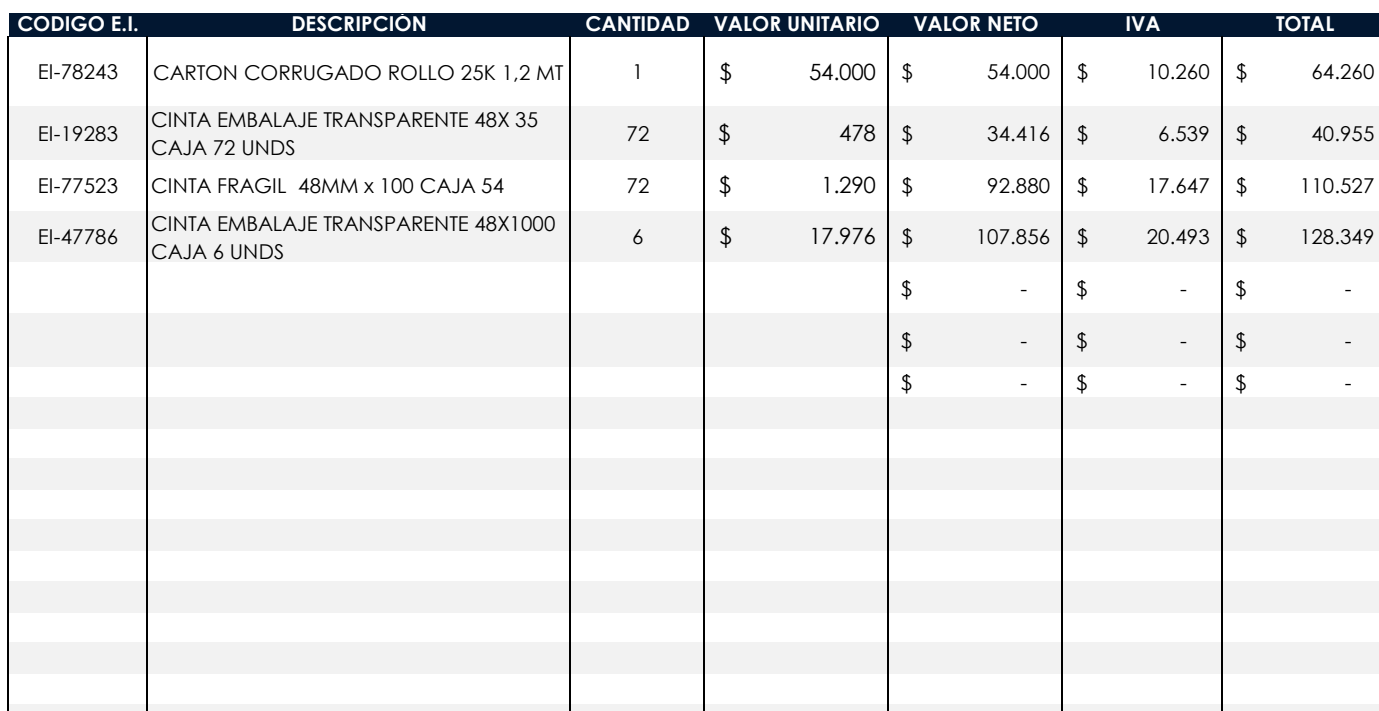 CODIGO E.I. DESCRIPCIÓN CANTIDAD VALOR UNITARIO VALOR NETO IVA TOTAL
EI-78243 CARTON CORRUGADO ROLLO 25K 1,2 MT 1 $ 54.000 $ 54.000 $ 10.260 $ 64.260
EI-19283 CINTA EMBALAJE TRANSPARENTE 48X 35 CAJA 72 UNDS 72 $ 478 $ 34.416 $ 6.539 $ 40.955
EI-77523 CINTA FRAGIL  48MM x 100 CAJA 54 72 $ 1.290 $ 92.880 $ 17.647 $ 110.527
EI-47786 CINTA EMBALAJE TRANSPARENTE 48X1000 CAJA 6 UNDS 6 $ 17.976 $ 107.856 $ 20.493 $ 128.349
$ - $ - $ -
$ - $ - $ -
$ - $ - $ -